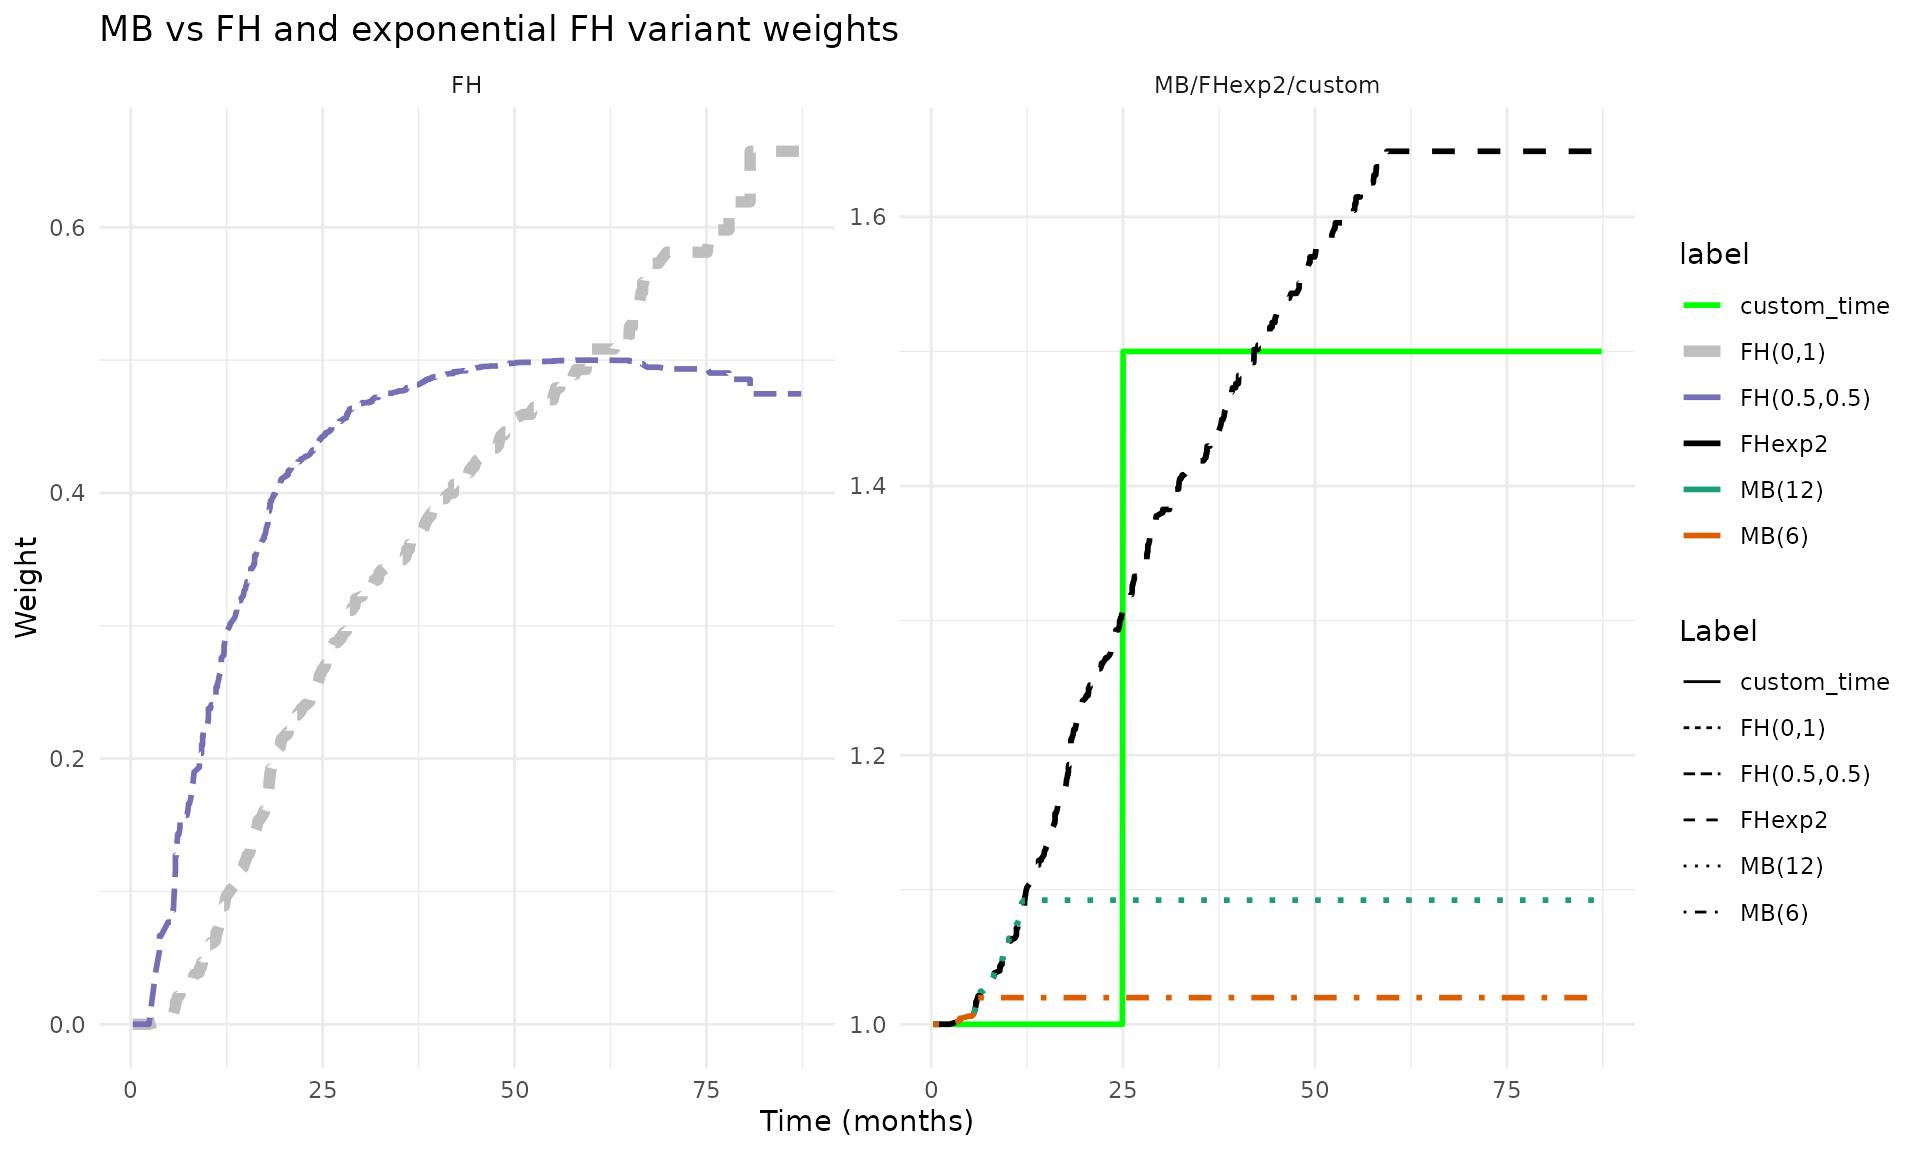 MB vs FH and exponential FH variant weights
FH
MB/FHexp2/custom
Weight
0.6
0.4
0.2
0.0
0
25
50
75
1.6
1.4
1.2
1.0
0
25
50
75
Time (months)
label
custom_time
FH(0,1)
FH(0.5,0.5)
FHexp2
MB(12)
MB(6)
Label
custom_time
FH(0,1)
FH(0.5,0.5)
FHexp2
MB(12)
MB(6)